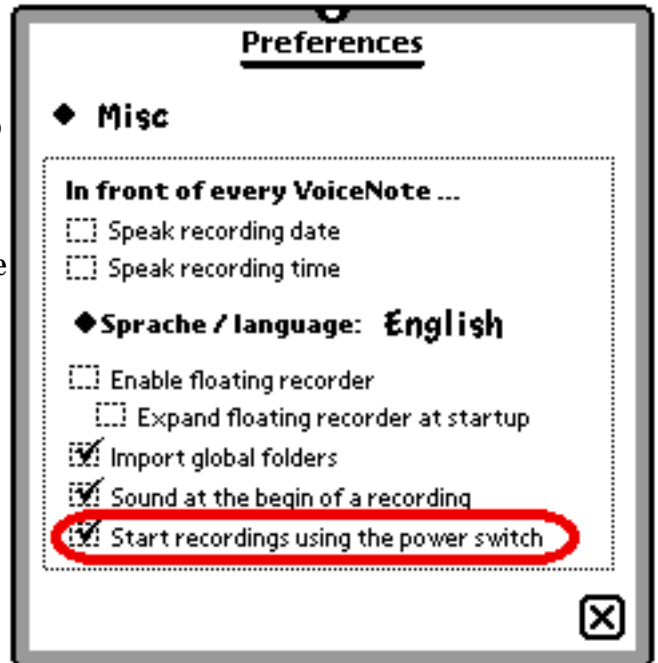 Preferences
◆ Misc
In front of every VoiceNote ...
Speak recording date
Speak recording time
◆Sprache / language: English
Enable floating recorder
Expand floating recorder at startup
Import global folders
Sound at the begin of a recording
Start recordings using the power switch